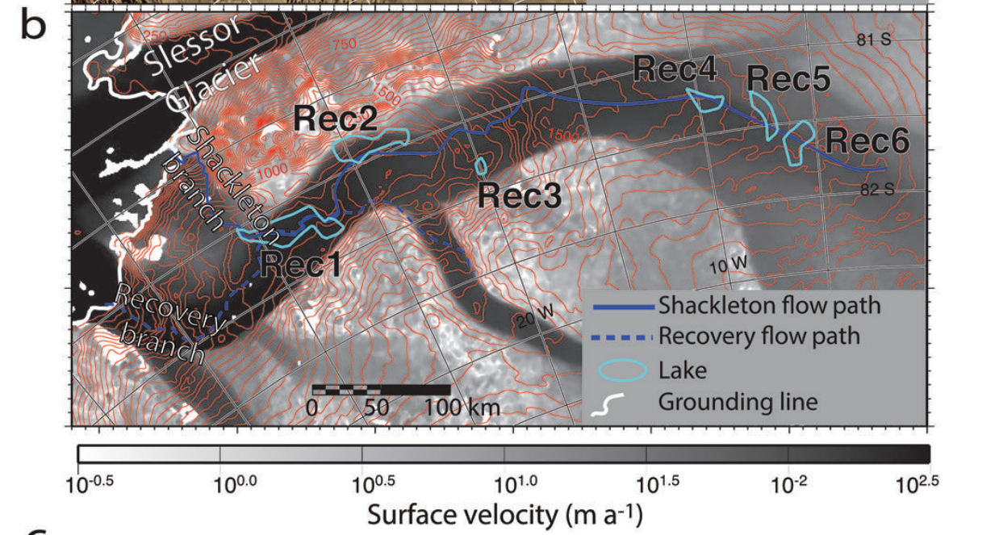 b
250
Slessor
Glacier
750
1500
81 S
Rec4
Rec5
Rec2
Shackleton
branch
1500
Rec6
1000
Rec3
82 S
Rec1
10 W
Recovery
branch
20 W
Shackleton flow path
Recovery flow path
Lake
Grounding line
0 50 100 km
10-0.5 100.0 100.5 101.0 101.5 10-2 102.5
Surface velocity (m a-1)